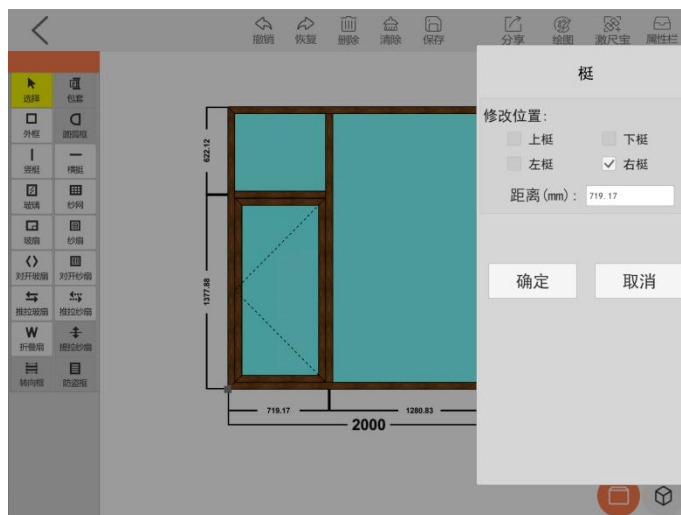 撤销 恢复 删除 清除 保存 分享 绘图 激尺宝 属性栏
选择 包套
外框 圆弧框
竖梃 横梃
玻璃 纱网
玻扇 纱扇
对开玻扇 对开纱扇
推拉玻扇 推拉纱扇
折叠扇 提拉纱扇
转向框 防盗框
622.12
1377.88
719.17 1280.83
2000
梃
修改位置:
上梃 下梃
左梃 右梃
距离(mm): 719.17
确定 取消